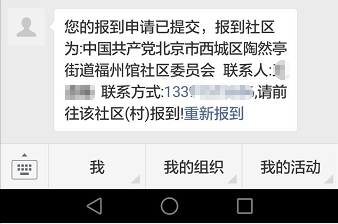 您的报到申请已提交，报到社区
为:中国共产党北京市西城区陶然亭
街道福州馆社区委员会 联系人:
联系方式:133 ,请前
往该社区(村)报到!重新报到
我
我的组织
我的活动